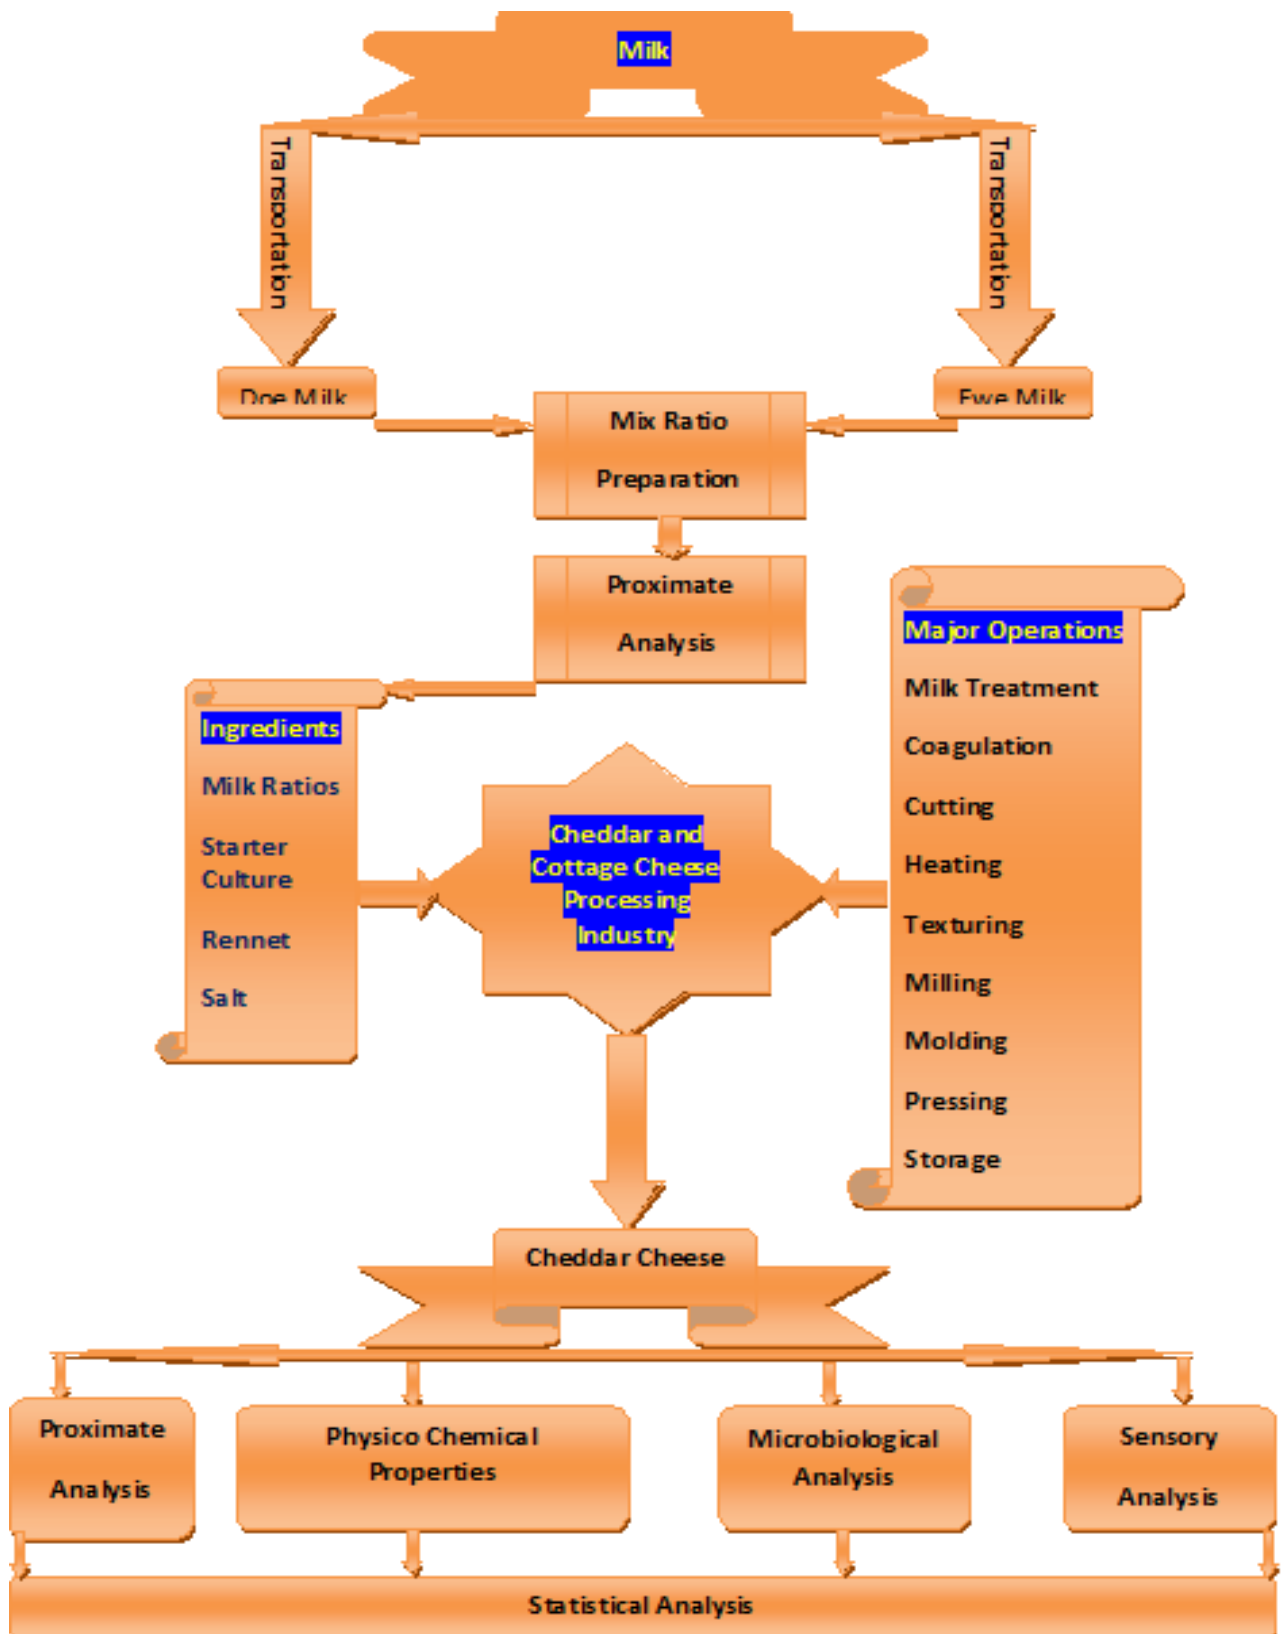 Milk
Transportation
Transportation
Doe Milk
Ewe Milk
Mix Ratio
Preparation
Proximate
Analysis
Ingredients
Milk Ratios
Starter
Culture
Rennet
Salt
Cheddar and
Cottage Cheese
Processing
Industry
Major Operations
Milk Treatment
Coagulation
Cutting
Heating
Texturing
Milling
Molding
Pressing
Storage
Cheddar Cheese
Proximate
Analysis
Physico Chemical
Properties
Microbiological
Analysis
Sensory
Analysis
Statistical Analysis